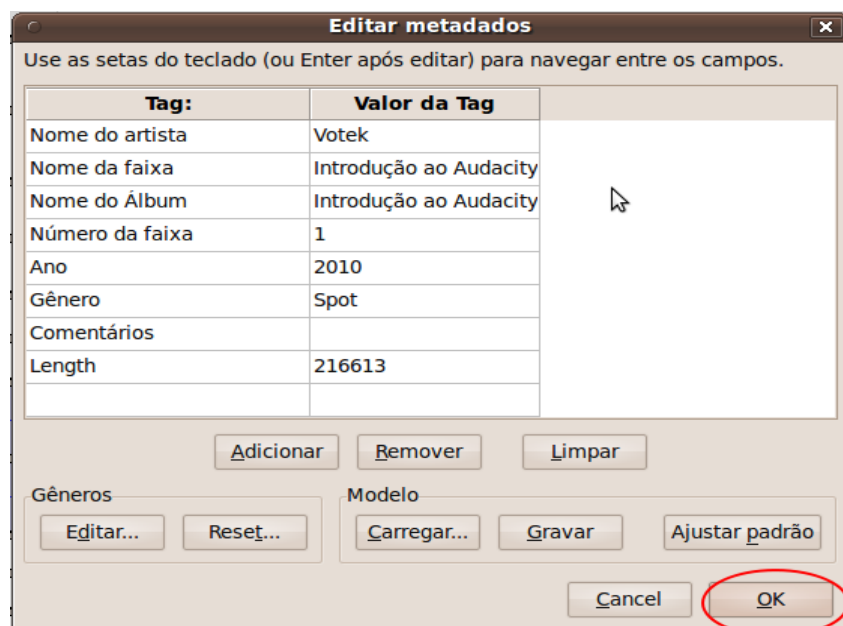 Editar metadados
Use as setas do teclado (ou Enter após editar) para navegar entre os campos.
Tag: Valor da Tag
Nome do artista Votek
Nome da faixa Introdução ao Audacity
Nome do Álbum Introdução ao Audacity
Número da faixa 1
Ano 2010
Gênero Spot
Comentários
Length 216613
Adicionar Remover Limpar
Gêneros Modelo
Editar... Reset... Carregar... Gravar Ajustar padrão
Cancel OK